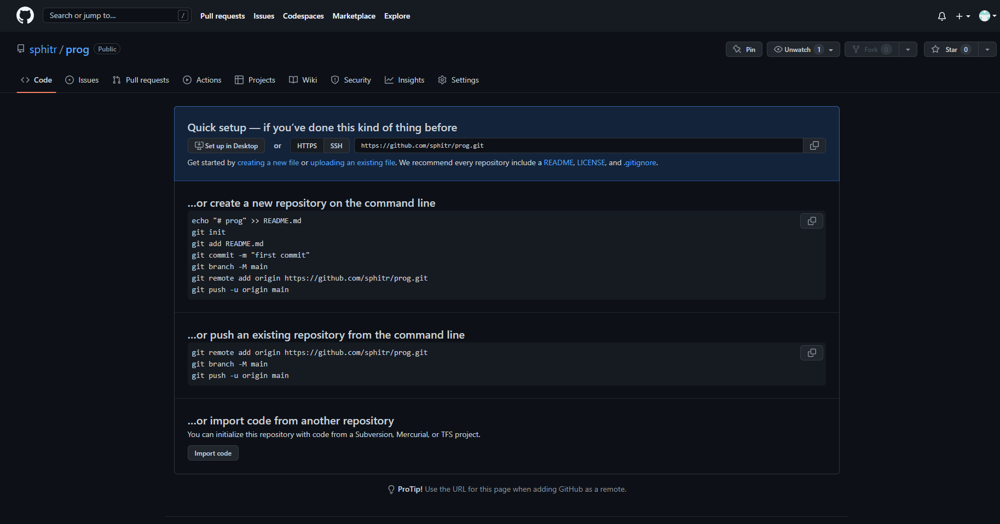 Search or jump to... /
Pull requests Issues Codespaces Marketplace Explore
sphitr / prog Public
Pin Unwatch 1 Fork 0 Star 0
Code Issues Pull requests Actions Projects Wiki Security Insights Settings
Quick setup — if you’ve done this kind of thing before
Set up in Desktop or HTTPS SSH https://github.com/sphitr/prog.git
Get started by creating a new file or uploading an existing file. We recommend every repository include a README, LICENSE, and .gitignore.
…or create a new repository on the command line
echo "# prog" >> README.md
git init
git add README.md
git commit -m "first commit"
git branch -M main
git remote add origin https://github.com/sphitr/prog.git
git push -u origin main
…or push an existing repository from the command line
git remote add origin https://github.com/sphitr/prog.git
git branch -M main
git push -u origin main
…or import code from another repository
You can initialize this repository with code from a Subversion, Mercurial, or TFS project.
Import code
ProTip! Use the URL for this page when adding GitHub as a remote.